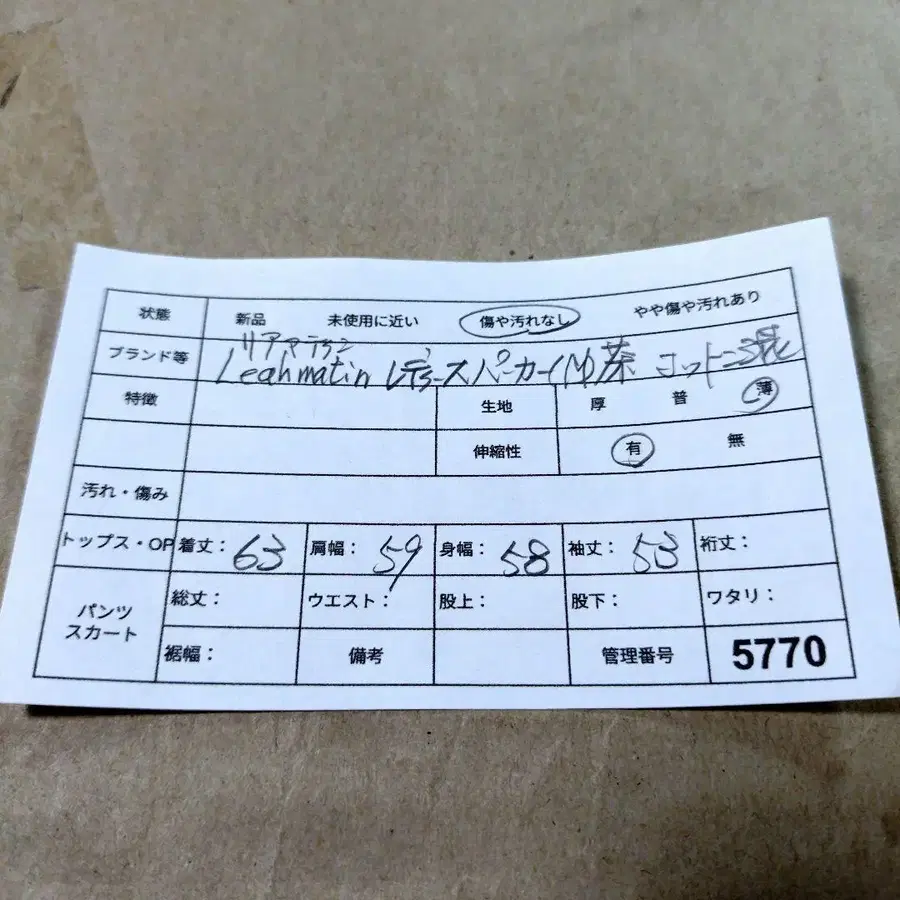 状態 新品 未使用に近い 傷や汚れなし やや傷や汚れあり
リアマテラン
ブランド等 Leahmatin レディース パーカー (M) 茶 コットン混
特徴 生地 厚 普 薄
伸縮性 有 無
汚れ・傷み
トップス・OP 着丈： 63 肩幅： 59 身幅： 58 袖丈： 53 裄丈：
パンツ スカート 総丈： ウエスト： 股上： 股下： ワタリ：
裾幅： 備考 管理番号 5770